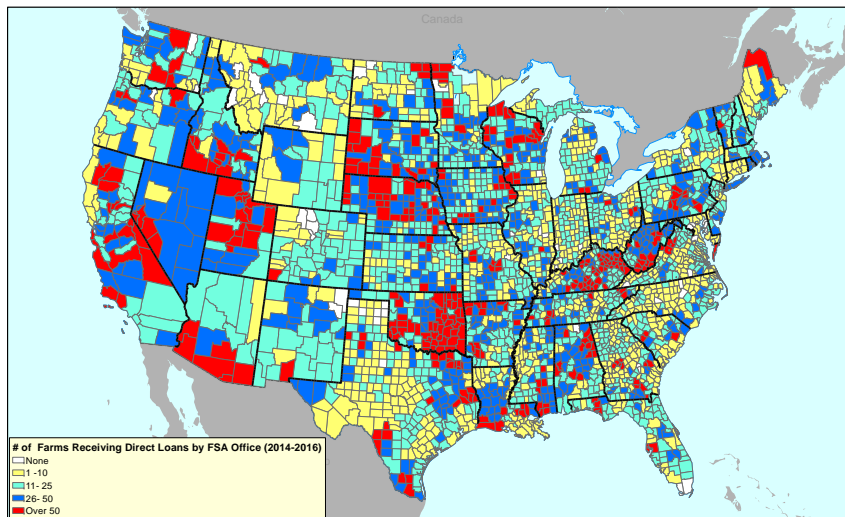 Canada
# of Farms Receiving Direct Loans by FSA Office (2014-2016)
None
1 -10
11- 25
26- 50
Over 50